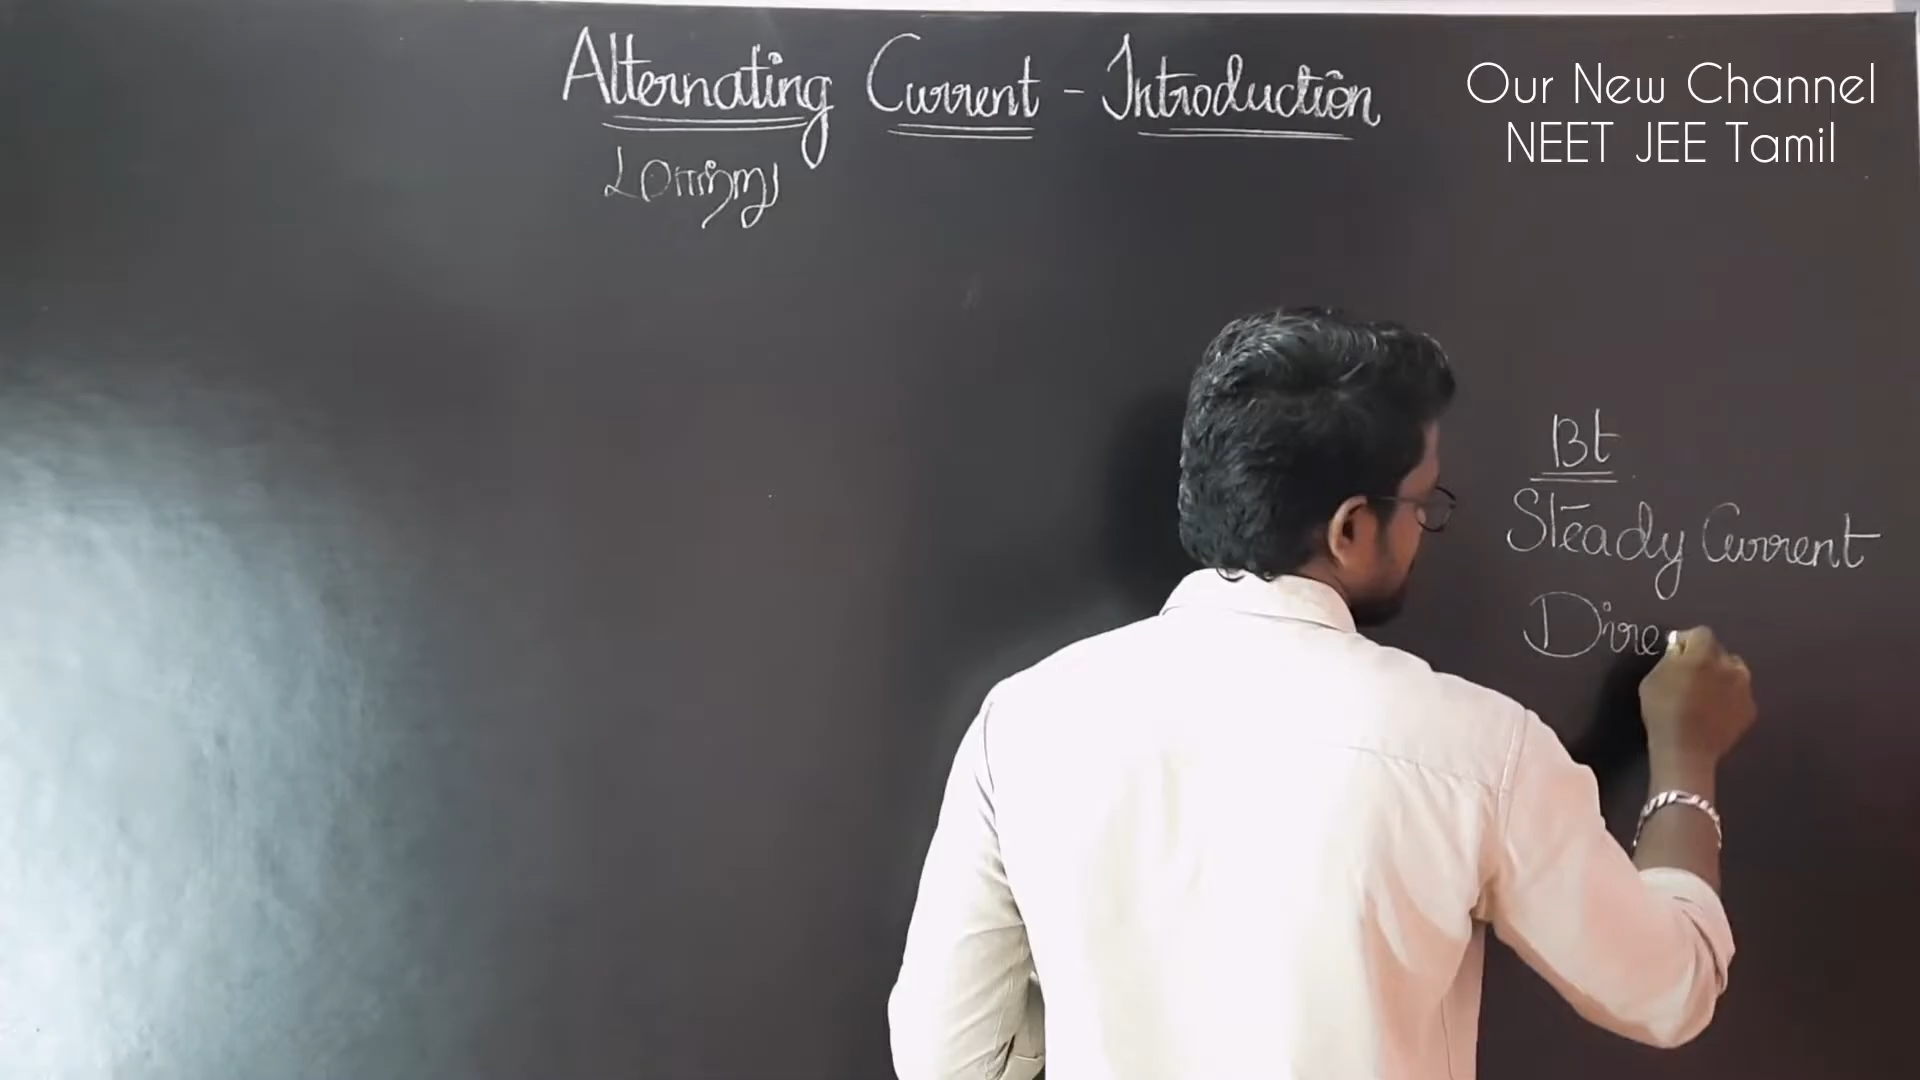 Alternating Current - Introduction
மாற்று
Our New Channel
NEET JEE Tamil
Bt
Steady Current
Dire